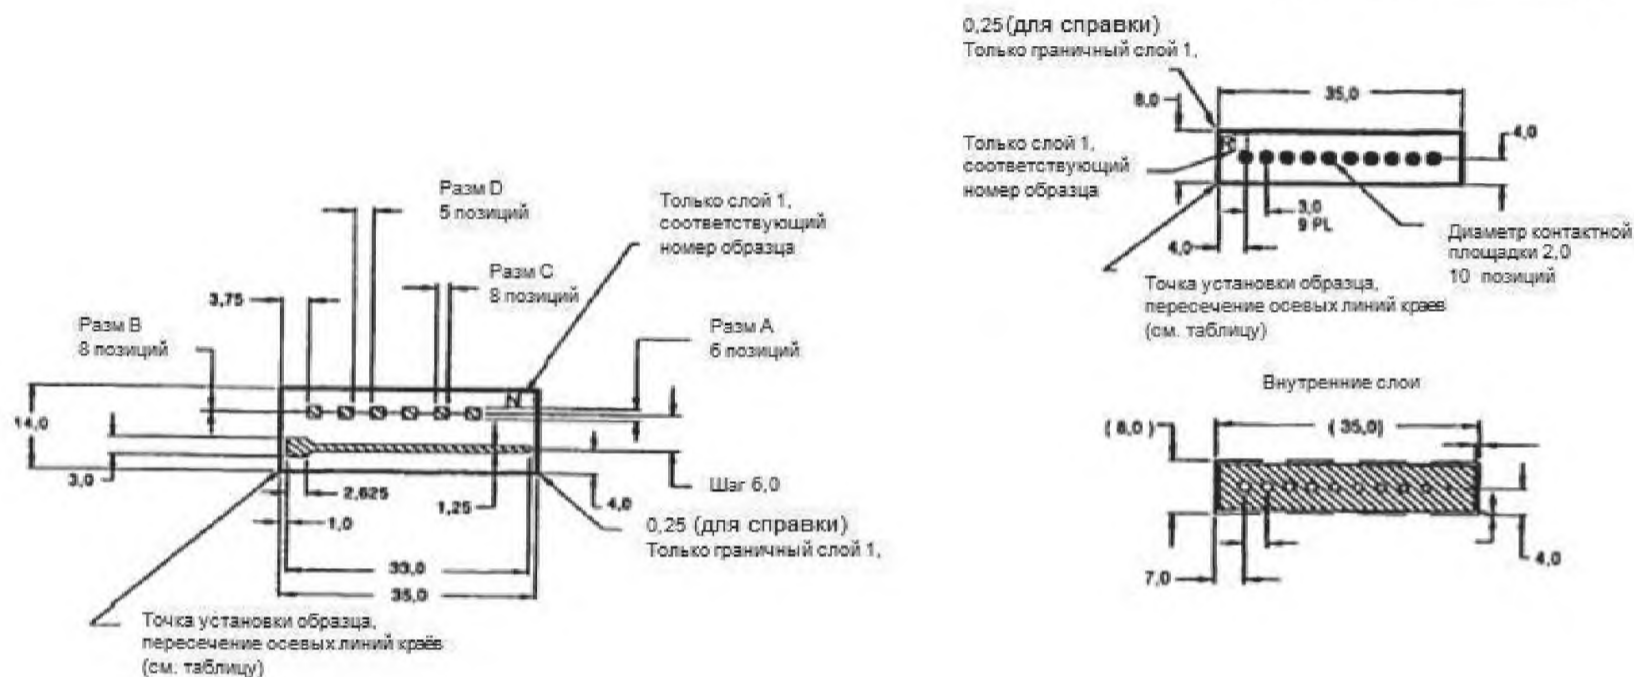 Разм D
5 позиций
Только слой 1,
соответствующий
номер образца
Разм C
8 позиций
3,75
Разм B
8 позиций
Разм A
6 позиций
N
14,0
3,0
2,625
1,25
4,0
Шаг 6,0
1,0
0,25 (для справки)
Только граничный слой 1,
33,0
35,0
Точка установки образца,
пересечение осевых линий краёв
(см. таблицу)
0,25 (для справки)
Только граничный слой 1,
8,0
35,0
4,0
Только слой 1,
соответствующий
номер образца
3,0
9 PL
4,0
Диаметр контактной
площадки 2,0
10 позиций
Точка установки образца,
пересечение осевых линий краев
(см. таблицу)
Внутренние слои
( 8,0 )
( 35,0)
7,0
4,0